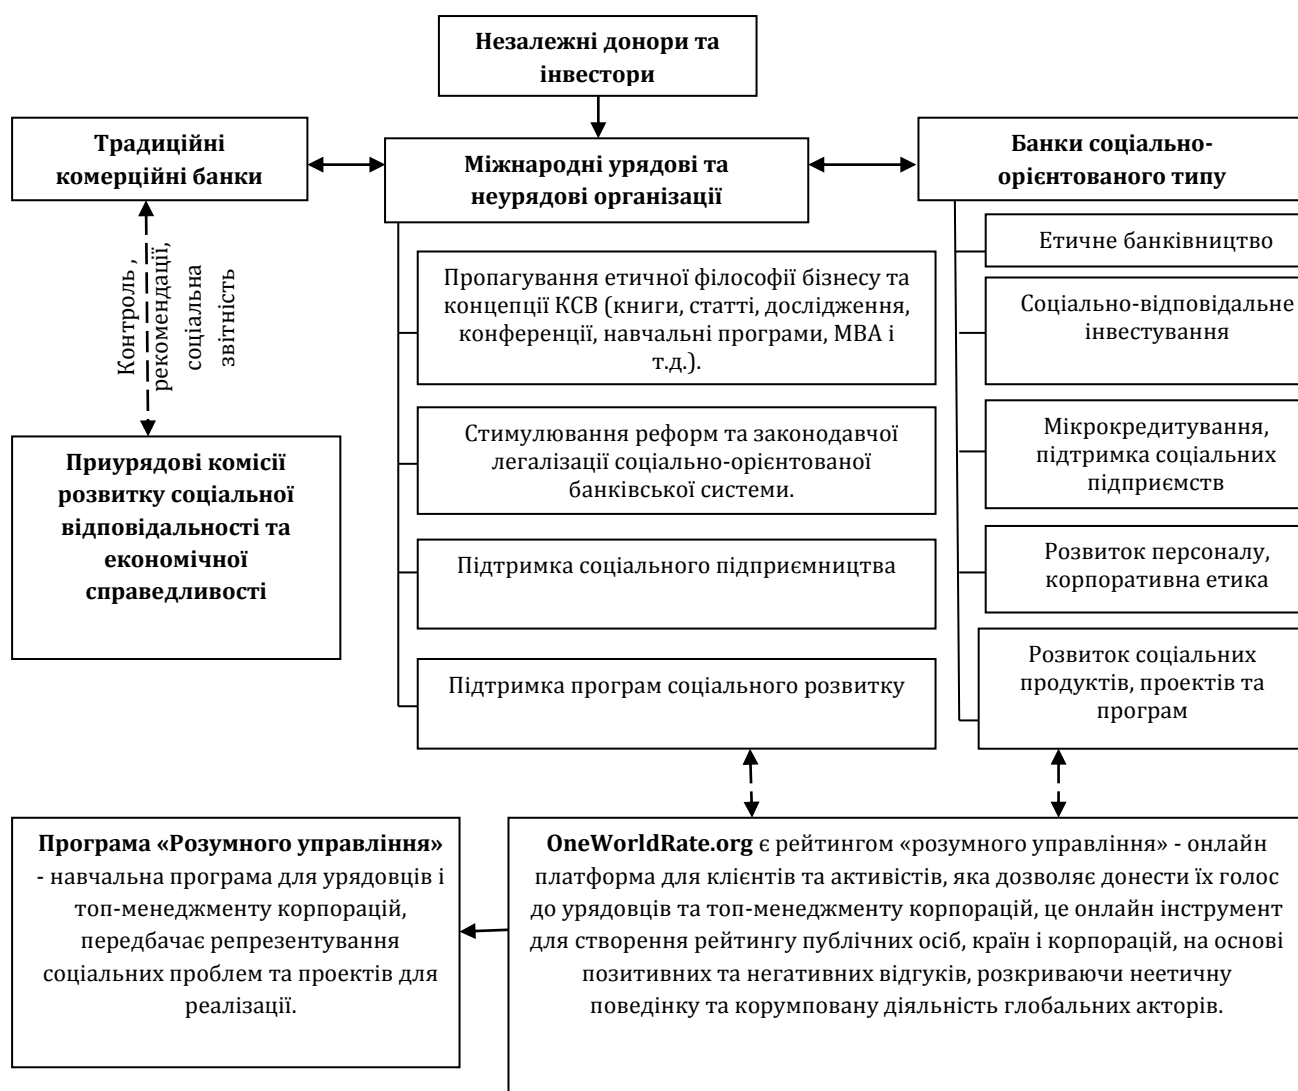 Незалежні донори та
інвестори
Традиційні
комерційні банки
Міжнародні урядові та
неурядові організації
Банки соціально-
орієнтованого типу
Контроль ,
рекомендації,
соціальна
звітність
Приурядові комісії
розвитку соціальної
відповідальності та
економічної
справедливості
Пропагування етичної філософії бізнесу та
концепції КСВ (книги, статті, дослідження,
конференції, навчальні програми, МВА і
т.д.).
Стимулювання реформ та законодавчої
легалізації соціально-орієнтованої
банківської системи.
Підтримка соціального підприємництва
Підтримка програм соціального розвитку
Етичне банківництво
Соціально-відповідальне
інвестування
Мікрокредитування,
підтримка соціальних
підприємств
Розвиток персоналу,
корпоративна етика
Розвиток соціальних
продуктів, проектів та
програм
Програма «Розумного управління»
- навчальна програма для урядовців і
топ-менеджменту корпорацій,
передбачає репрезентування
соціальних проблем та проектів для
реалізації.
OneWorldRate.org є рейтингом «розумного управління» - онлайн
платформа для клієнтів та активістів, яка дозволяє донести їх голос
до урядовців та топ-менеджменту корпорацій, це онлайн інструмент
для створення рейтингу публічних осіб, країн і корпорацій, на основі
позитивних та негативних відгуків, розкриваючи неетичну
поведінку та корумповану діяльність глобальних акторів.